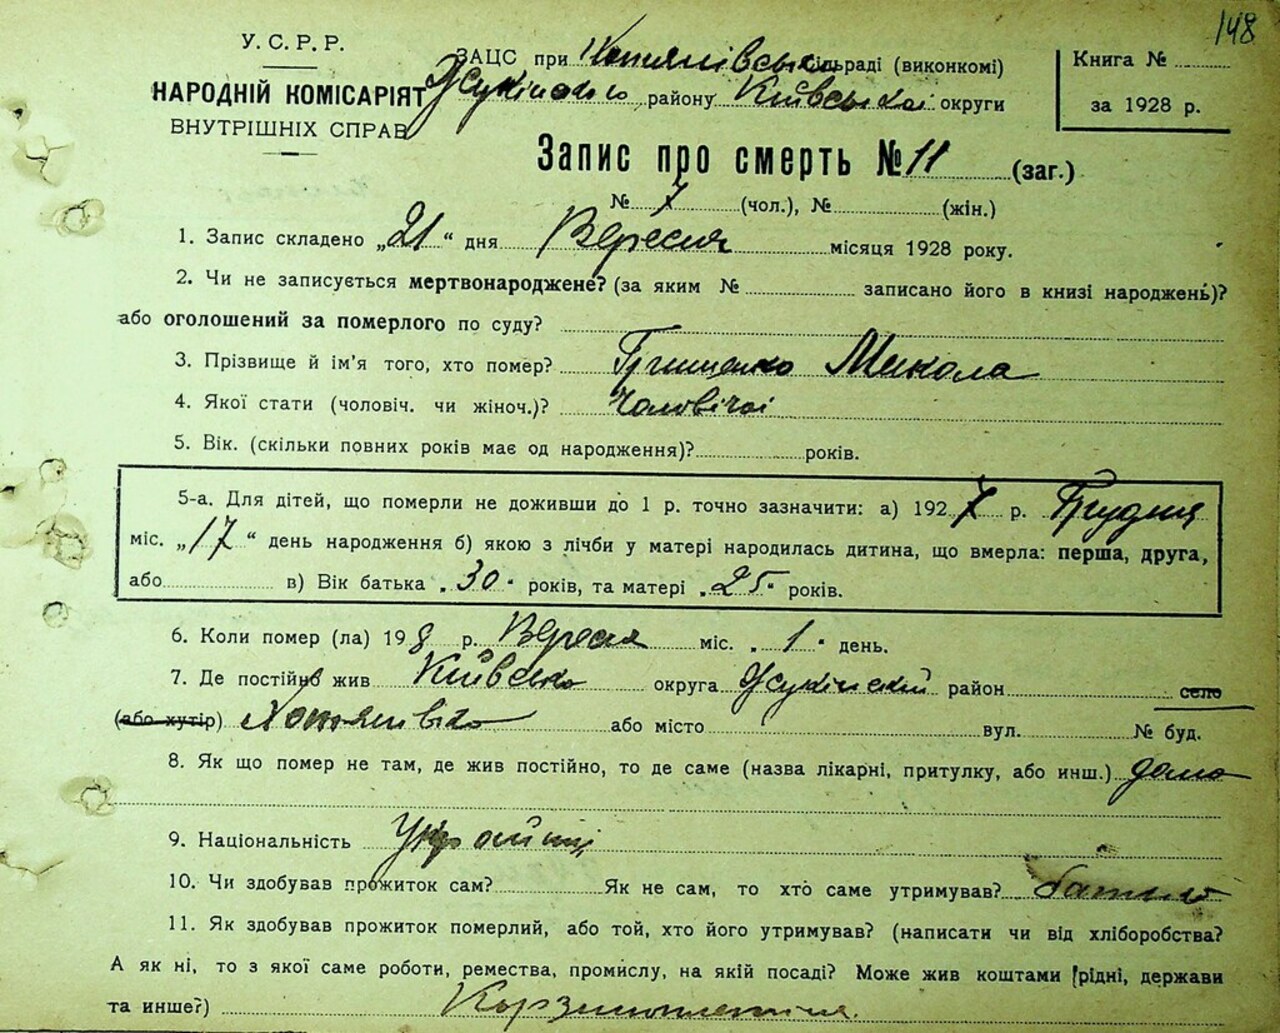 148
У. С. Р. Р.
НАРОДНІЙ КОМІСАРІЯТ
ВНУТРІШНІХ СПРАВ
ЗАЦС при Хотянівській сільраді (виконкомі)
району Київської округи
Книга №
за 1928 р.
Запис про смерть № 11 (заг.)
№ 7 (чол.), № (жін.)
1. Запис складено „21“ дня Вересня місяця 1928 року.
2. Чи не записується мертвонароджене? (за яким № записано його в книзі народжень)?
або оголошений за померлого по суду?
3. Прізвище й ім'я того, хто помер? Грищенко Микола
4. Якої стати (чоловіч. чи жіноч.)? Чоловічої
5. Вік. (скільки повних років має од народження)? років.
5-а. Для дітей, що померли не доживши до 1 р. точно зазначити: а) 1927 р. Грудня
міс. „17“ день народження б) якою з лічби у матері народилась дитина, що вмерла: перша, друга,
або в) Вік батька „30“ років, та матері „25“ років.
6. Коли помер (ла) 198 р. Вересня міс. „1“ день.
7. Де постійно жив Київсько округа район село
(або хутір) Хотянівка або місто вул. № буд.
8. Як що помер не там, де жив постійно, то де саме (назва лікарні, притулку, або инш.) дома
9. Національність
10. Чи здобував прожиток сам? Як не сам, то хто саме утримував? батько
11. Як здобував прожиток померлий, або той, хто його утримував? (написати чи від хліборобства?
А як ні, то з якої саме роботи, ремества, промислу, на якій посаді? Може жив коштами (рідні, держави
та инше?)